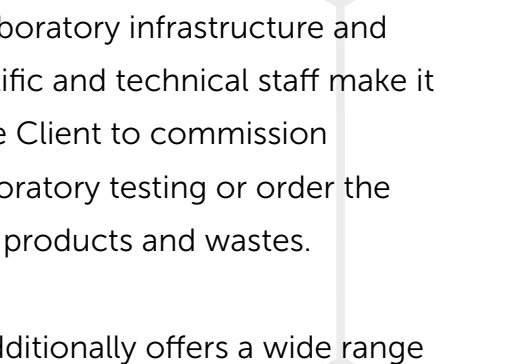 boratory infrastructure and
ific and technical staff make it
e Client to commission
oratory testing or order the
products and wastes.
dditionally offers a wide range